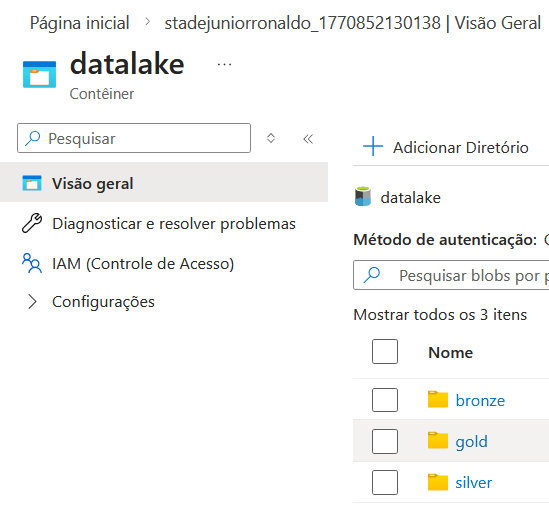 Página inicial > stadejuniorronaldo_1770852130138 | Visão Geral
datalake ...
Contêiner
Pesquisar
Visão geral
Diagnosticar e resolver problemas
IAM (Controle de Acesso)
Configurações
Adicionar Diretório
datalake
Método de autenticação:
Pesquisar blobs por
Mostrar todos os 3 itens
Nome
bronze
gold
silver